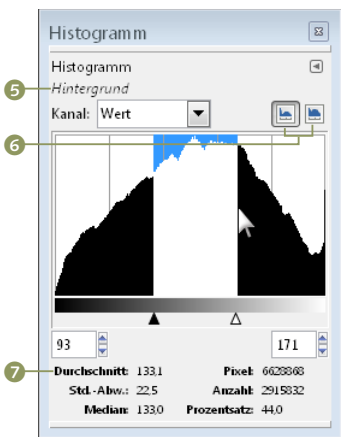 Histogramm
Histogramm
5 Hintergrund
Kanal: Wert
6
93 171
7 Durchschnitt: 133,1 Pixel: 6628868
Std.-Abw.: 22,5 Anzahl: 2915832
Median: 133,0 Prozentsatz: 44,0